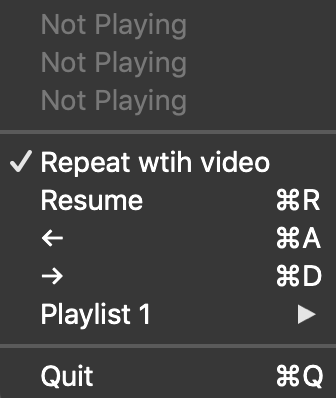 Not Playing
Not Playing
Not Playing
✓ Repeat wtih video
Resume ⌘R
← ⌘A
→ ⌘D
Playlist 1 ▶
Quit ⌘Q